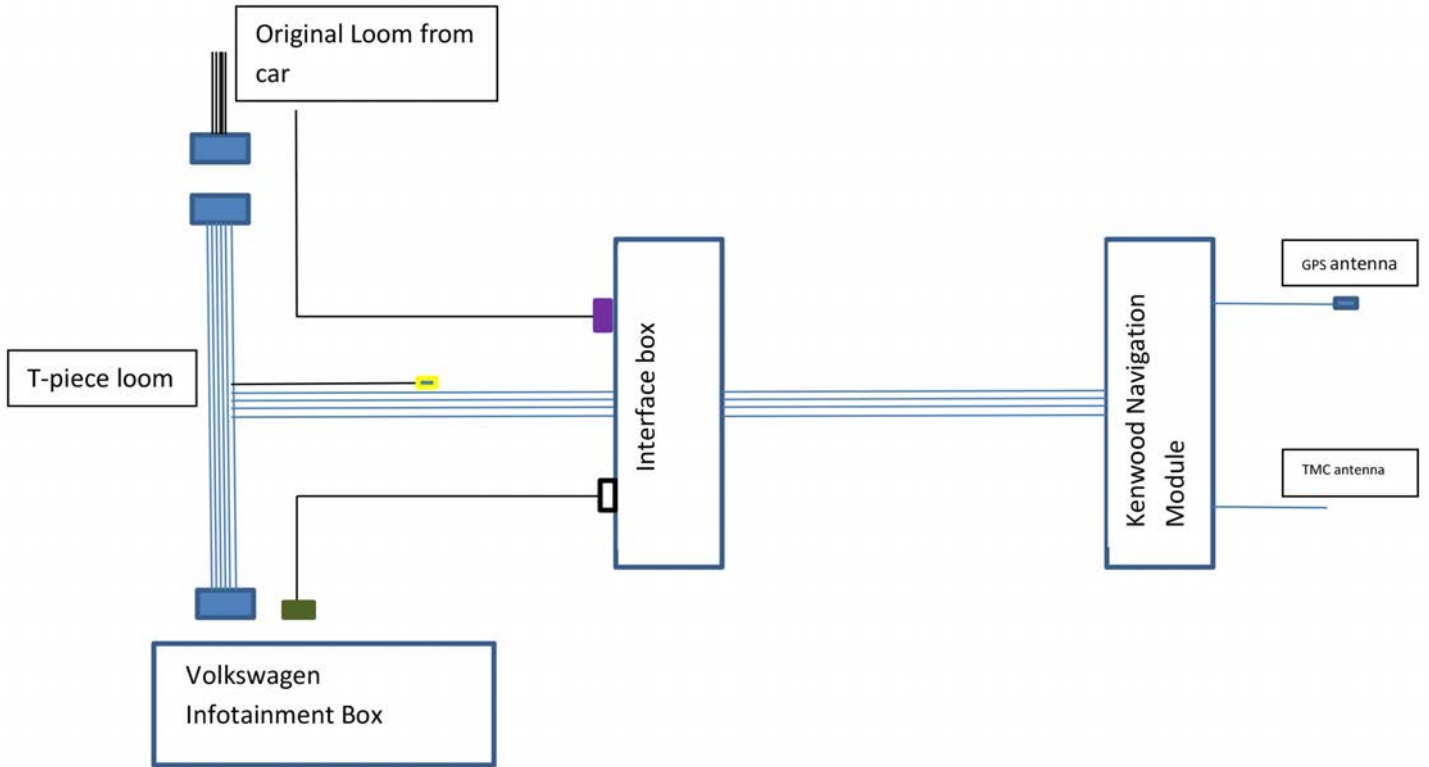 Original Loom from
car
GPS antenna
Interface box
Kenwood Navigation
Module
T-piece loom
TMC antenna
Volkswagen
Infotainment Box